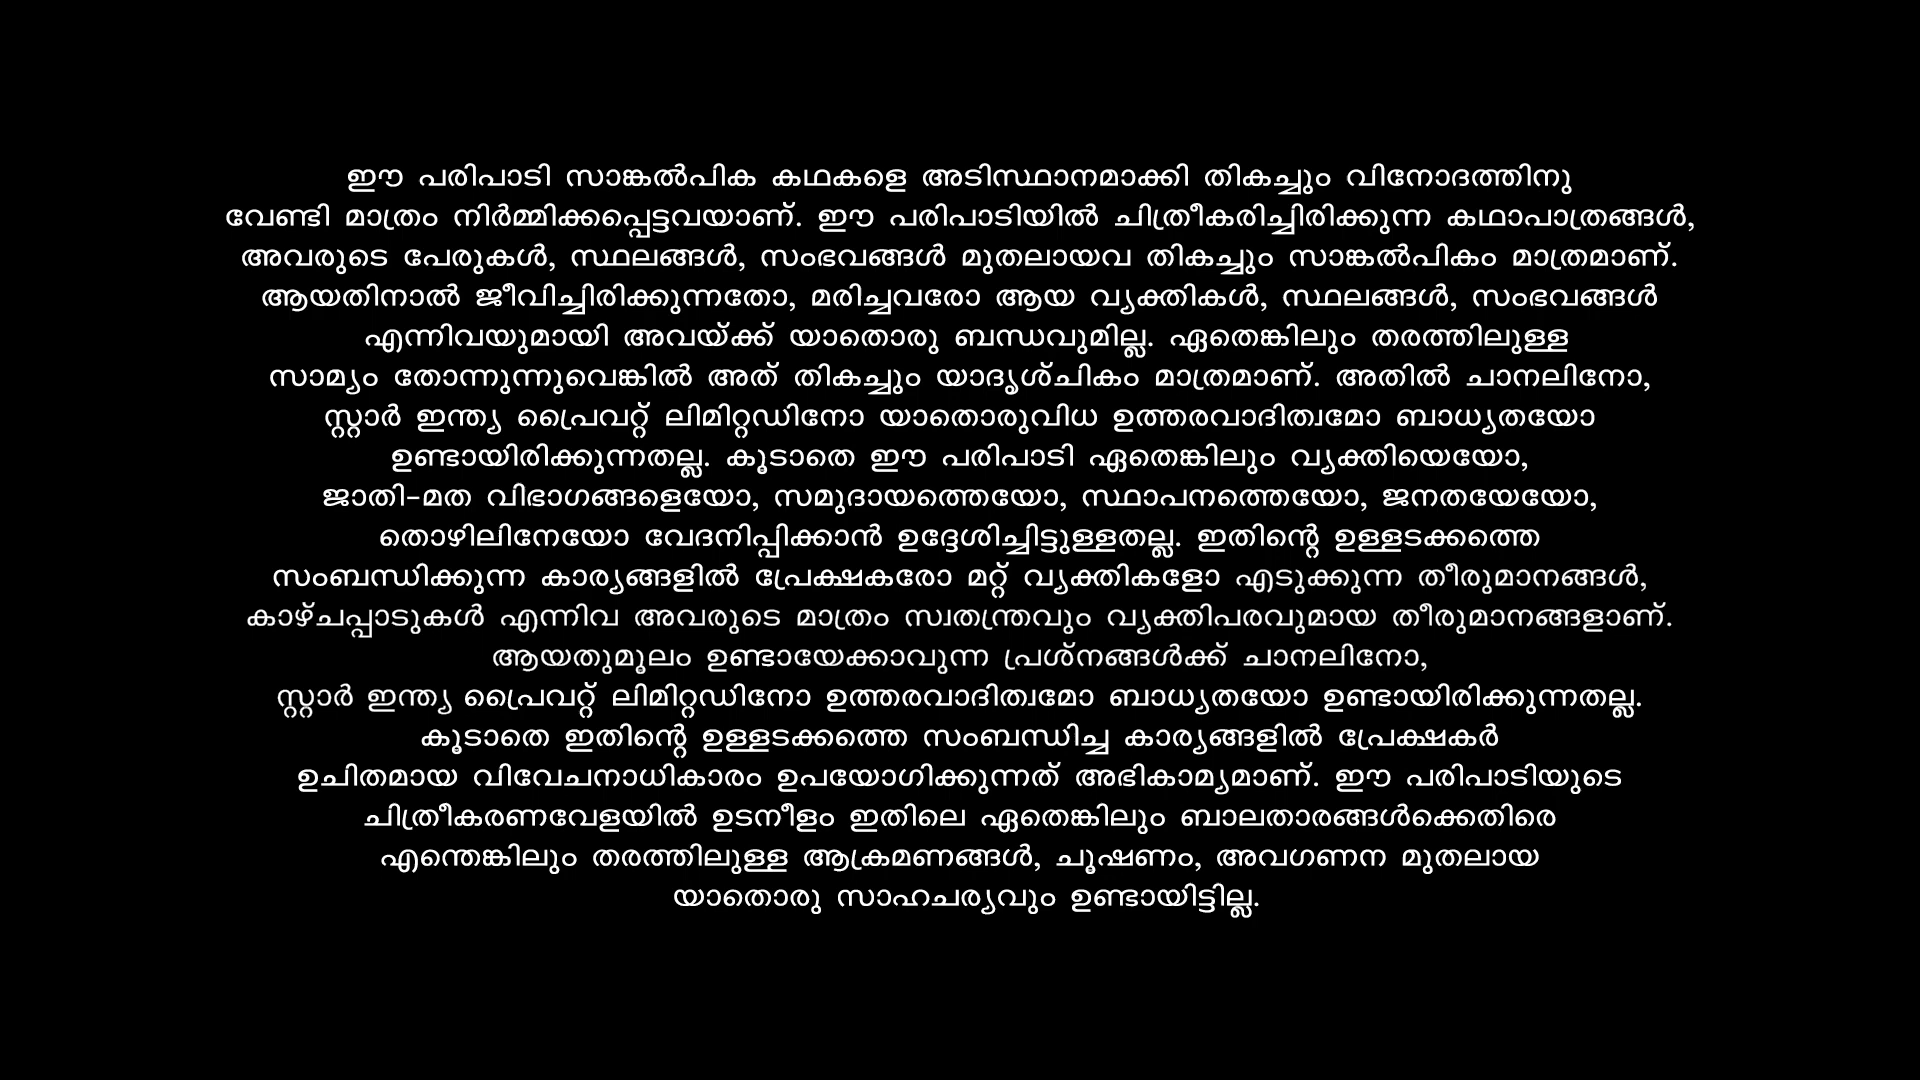 ഈ പരിപാടി സാങ്കൽപിക കഥകളെ അടിസ്ഥാനമാക്കി തികച്ചും വിനോദത്തിനു
വേണ്ടി മാത്രം നിർമ്മിക്കപ്പെട്ടവയാണ്. ഈ പരിപാടിയിൽ ചിത്രീകരിച്ചിരിക്കുന്ന കഥാപാത്രങ്ങൾ,
അവരുടെ പേരുകൾ, സ്ഥലങ്ങൾ, സംഭവങ്ങൾ മുതലായവ തികച്ചും സാങ്കൽപികം മാത്രമാണ്.
ആയതിനാൽ ജീവിച്ചിരിക്കുന്നതോ, മരിച്ചവരോ ആയ വ്യക്തികൾ, സ്ഥലങ്ങൾ, സംഭവങ്ങൾ
എന്നിവയുമായി അവയ്ക്ക് യാതൊരു ബന്ധവുമില്ല. ഏതെങ്കിലും തരത്തിലുള്ള
സാമ്യം തോന്നുന്നുവെങ്കിൽ അത് തികച്ചും യാദൃശ്ചികം മാത്രമാണ്. അതിൽ ചാനലിനോ,
സ്റ്റാർ ഇന്ത്യ പ്രൈവറ്റ് ലിമിറ്റഡിനോ യാതൊരുവിധ ഉത്തരവാദിത്വമോ ബാധ്യതയോ
ഉണ്ടായിരിക്കുന്നതല്ല. കൂടാതെ ഈ പരിപാടി ഏതെങ്കിലും വ്യക്തിയെയോ,
ജാതി-മത വിഭാഗങ്ങളെയോ, സമുദായത്തെയോ, സ്ഥാപനത്തെയോ, ജനതയേയോ,
തൊഴിലിനേയോ വേദനിപ്പിക്കാൻ ഉദ്ദേശിച്ചിട്ടുള്ളതല്ല. ഇതിന്റെ ഉള്ളടക്കത്തെ
സംബന്ധിക്കുന്ന കാര്യങ്ങളിൽ പ്രേക്ഷകരോ മറ്റ് വ്യക്തികളോ എടുക്കുന്ന തീരുമാനങ്ങൾ,
കാഴ്ചപ്പാടുകൾ എന്നിവ അവരുടെ മാത്രം സ്വതന്ത്രവും വ്യക്തിപരവുമായ തീരുമാനങ്ങളാണ്.
ആയതുമൂലം ഉണ്ടായേക്കാവുന്ന പ്രശ്നങ്ങൾക്ക് ചാനലിനോ,
സ്റ്റാർ ഇന്ത്യ പ്രൈവറ്റ് ലിമിറ്റഡിനോ ഉത്തരവാദിത്വമോ ബാധ്യതയോ ഉണ്ടായിരിക്കുന്നതല്ല.
കൂടാതെ ഇതിന്റെ ഉള്ളടക്കത്തെ സംബന്ധിച്ച കാര്യങ്ങളിൽ പ്രേക്ഷകർ
ഉചിതമായ വിവേചനാധികാരം ഉപയോഗിക്കുന്നത് അഭികാമ്യമാണ്. ഈ പരിപാടിയുടെ
ചിത്രീകരണവേളയിൽ ഉടനീളം ഇതിലെ ഏതെങ്കിലും ബാലതാരങ്ങൾക്കെതിരെ
എന്തെങ്കിലും തരത്തിലുള്ള ആക്രമണങ്ങൾ, ചൂഷണം, അവഗണന മുതലായ
യാതൊരു സാഹചര്യവും ഉണ്ടായിട്ടില്ല.